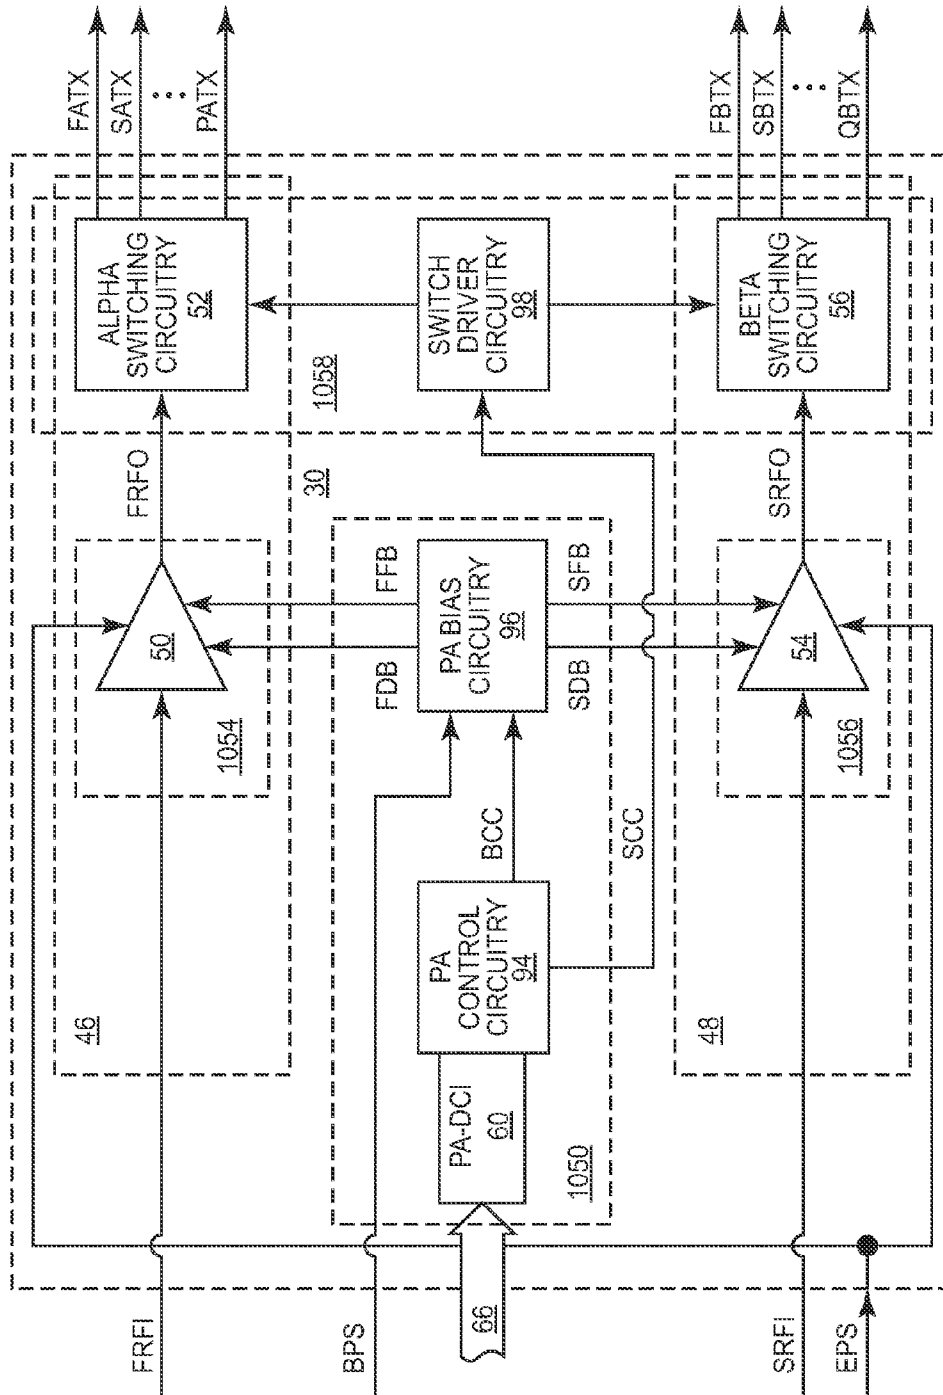 FATX
SATX
PATX
FBTX
SBTX
QBTX
ALPHA
SWITCHING
CIRCUITRY
52
SWITCH
DRIVER
CIRCUITRY
98
BETA
SWITCHING
CIRCUITRY
56
1058
30
FRFO
SRFO
50
1054
FFB
FDB
PA BIAS
CIRCUITRY
96
SFB
SDB
54
1056
BCC
SCC
PA
CONTROL
CIRCUITRY
94
46
48
PA-DCI
60
1050
FRFI
BPS
66
SRFI
EPS